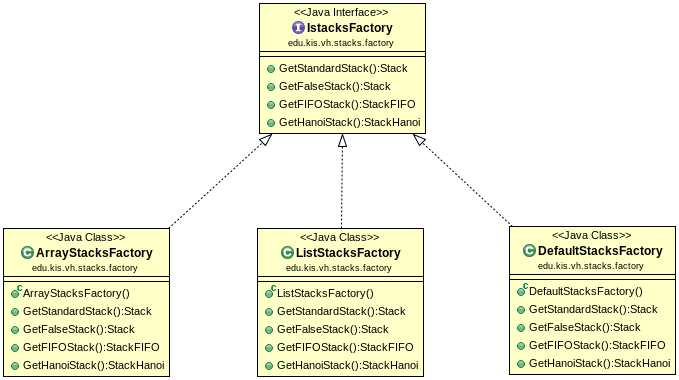 <<Java Interface>>
IstacksFactory
edu.kis.vh.stacks.factory
GetStandardStack():Stack
GetFalseStack():Stack
GetFIFOStack():StackFIFO
GetHanoiStack():StackHanoi
<<Java Class>>
ArrayStacksFactory
edu.kis.vh.stacks.factory
ArrayStacksFactory()
GetStandardStack():Stack
GetFalseStack():Stack
GetFIFOStack():StackFIFO
GetHanoiStack():StackHanoi
<<Java Class>>
ListStacksFactory
edu.kis.vh.stacks.factory
ListStacksFactory()
GetStandardStack():Stack
GetFalseStack():Stack
GetFIFOStack():StackFIFO
GetHanoiStack():StackHanoi
<<Java Class>>
DefaultStacksFactory
edu.kis.vh.stacks.factory
DefaultStacksFactory()
GetStandardStack():Stack
GetFalseStack():Stack
GetFIFOStack():StackFIFO
GetHanoiStack():StackHanoi